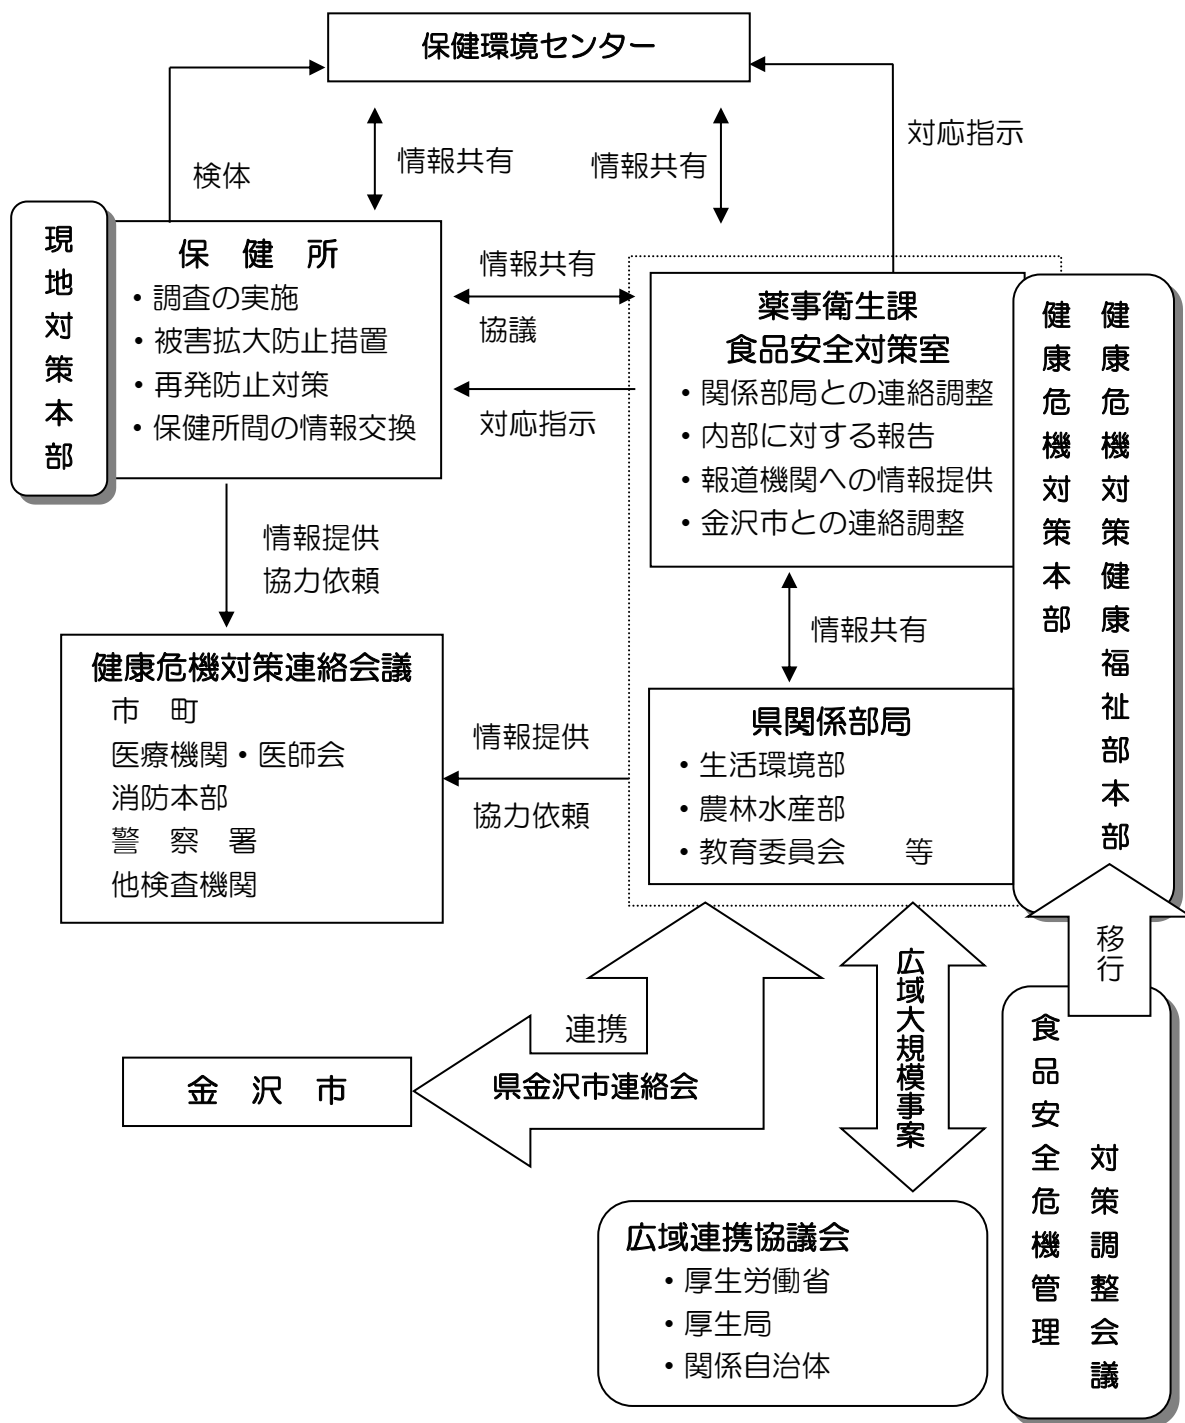 保健環境センター
対応指示
情報共有
情報共有
検体
現地対策本部
保　健　所
・調査の実施
・被害拡大防止措置
・再発防止対策
・保健所間の情報交換
情報共有
協議
対応指示
薬事衛生課
食品安全対策室
・関係部局との連絡調整
・内部に対する報告
・報道機関への情報提供
・金沢市との連絡調整
健康危機対策健康福祉部本部
健康危機対策本部
情報提供
協力依頼
情報共有
健康危機対策連絡会議
市　町
医療機関・医師会
消防本部
警　察　署
他検査機関
情報提供
協力依頼
県関係部局
・生活環境部
・農林水産部
・教育委員会　　等
移行
連携
県金沢市連絡会
金　沢　市
広域大規模事案
食品安全危機管理
対策調整会議
広域連携協議会
・厚生労働省
・厚生局
・関係自治体